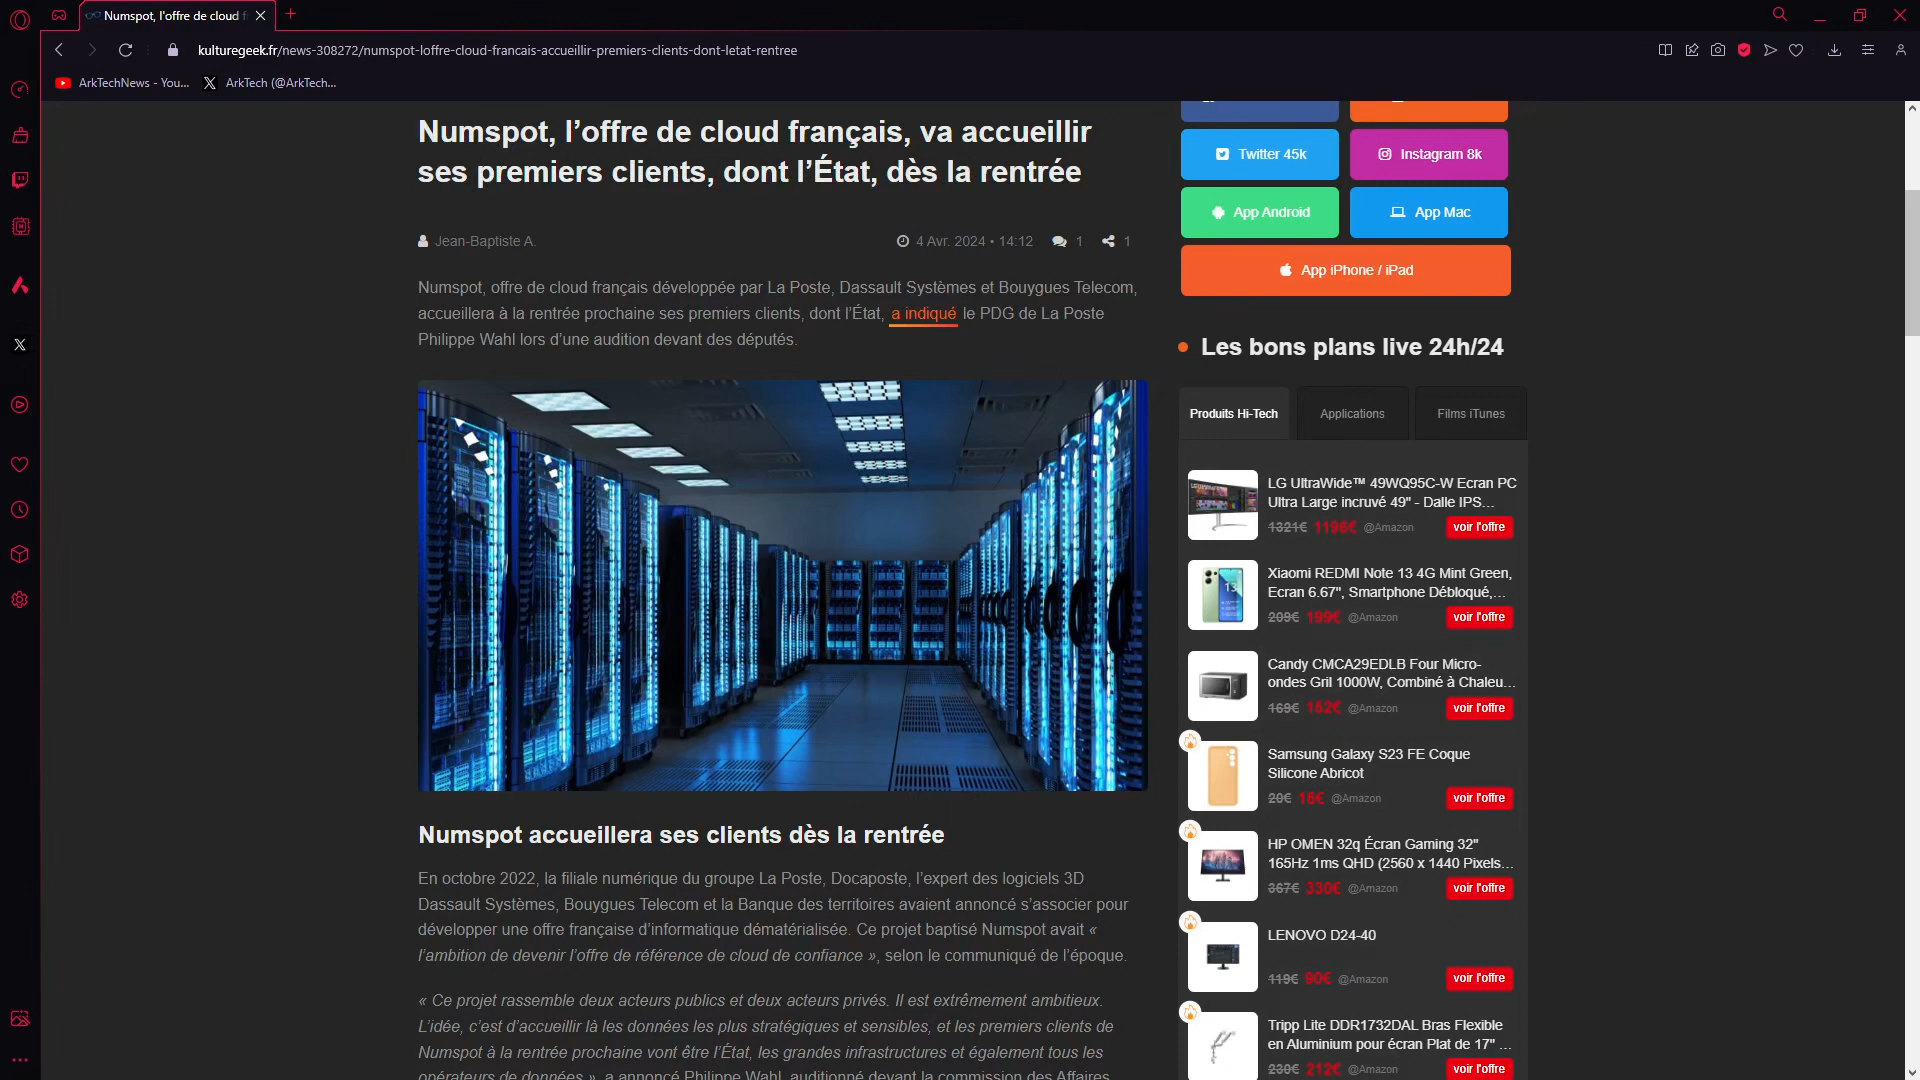 Numspot, l'offre de cloud f
kulturegeek.fr/news-308272/numspot-loffre-cloud-francais-accueillir-premiers-clients-dont-letat-rentree
ArkTechNews - You...
ArkTech (@ArkTech...
Numspot, l’offre de cloud français, va accueillir
ses premiers clients, dont l’État, dès la rentrée
Jean-Baptiste A.
4 Avr. 2024 • 14:12
1
1
Numspot, offre de cloud français développée par La Poste, Dassault Systèmes et Bouygues Telecom,
accueillera à la rentrée prochaine ses premiers clients, dont l’État, a indiqué le PDG de La Poste
Philippe Wahl lors d’une audition devant des députés.
Numspot accueillera ses clients dès la rentrée
En octobre 2022, la filiale numérique du groupe La Poste, Docaposte, l’expert des logiciels 3D
Dassault Systèmes, Bouygues Telecom et la Banque des territoires avaient annoncé s’associer pour
développer une offre française d’informatique dématérialisée. Ce projet baptisé Numspot avait «
l’ambition de devenir l’offre de référence de cloud de confiance », selon le communiqué de l’époque.
« Ce projet rassemble deux acteurs publics et deux acteurs privés. Il est extrêmement ambitieux.
L’idée, c’est d’accueillir là les données les plus stratégiques et sensibles, et les premiers clients de
Numspot à la rentrée prochaine vont être l’État, les grandes infrastructures et également tous les
opérateurs de données », a annoncé Philippe Wahl, auditionné devant la commission des Affaires
Twitter 45k
Instagram 8k
App Android
App Mac
App iPhone / iPad
Les bons plans live 24h/24
Produits Hi-Tech
Applications
Films iTunes
LG UltraWide™ 49WQ95C-W Ecran PC
Ultra Large incruvé 49" - Dalle IPS...
1321€ 1196€ @Amazon
voir l'offre
Xiaomi REDMI Note 13 4G Mint Green,
Ecran 6.67", Smartphone Débloqué,...
209€ 199€ @Amazon
voir l'offre
Candy CMCA29EDLB Four Micro-
ondes Gril 1000W, Combiné à Chaleu...
169€ 152€ @Amazon
voir l'offre
Samsung Galaxy S23 FE Coque
Silicone Abricot
20€ 16€ @Amazon
voir l'offre
HP OMEN 32q Écran Gaming 32"
165Hz 1ms QHD (2560 x 1440 Pixels...
367€ 330€ @Amazon
voir l'offre
LENOVO D24-40
119€ 90€ @Amazon
voir l'offre
Tripp Lite DDR1732DAL Bras Flexible
en Aluminium pour écran Plat de 17" ...
230€ 212€ @Amazon
voir l'offre